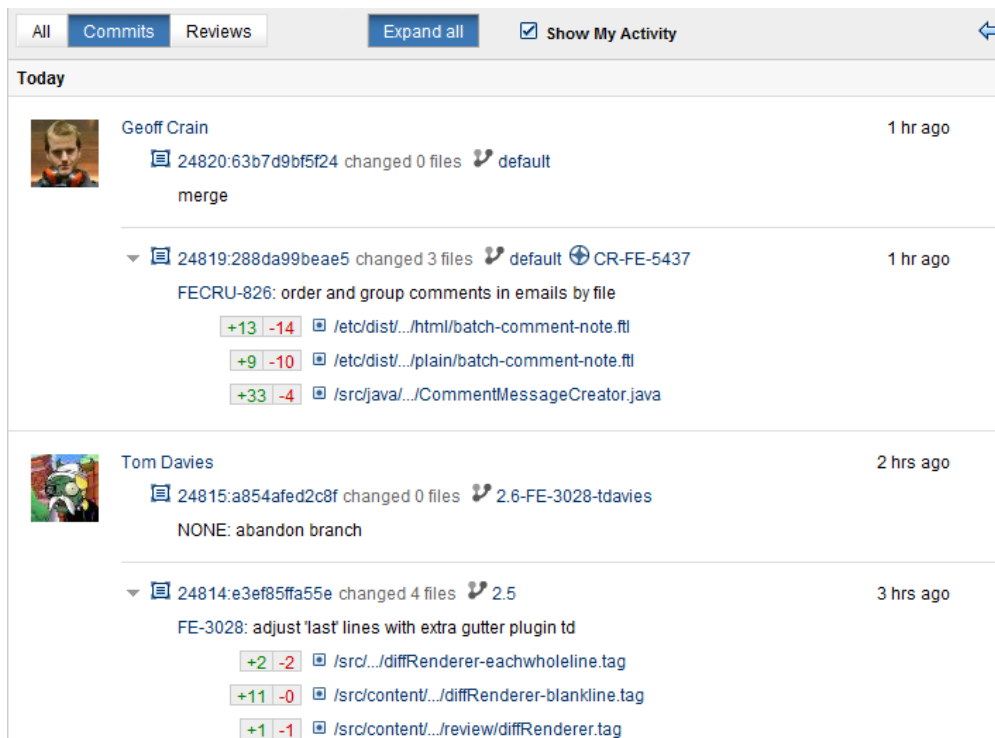 All Commits Reviews Expand all Show My Activity
Today
Geoff Crain 1 hr ago
24820:63b7d9bf5f24 changed 0 files default
merge
24819:288da99beae5 changed 3 files default CR-FE-5437 1 hr ago
FECRU-826: order and group comments in emails by file
+13 -14 /etc/dist/.../html/batch-comment-note.ftl
+9 -10 /etc/dist/.../plain/batch-comment-note.ftl
+33 -4 /src/java/.../CommentMessageCreator.java
Tom Davies 2 hrs ago
24815:a854afed2c8f changed 0 files 2.6-FE-3028-tdavies
NONE: abandon branch
24814:e3ef85ffa55e changed 4 files 2.5 3 hrs ago
FE-3028: adjust 'last' lines with extra gutter plugin td
+2 -2 /src/.../diffRenderer-eachwholeline.tag
+11 -0 /src/content/.../diffRenderer-blankline.tag
+1 -1 /src/content/.../review/diffRenderer.tag